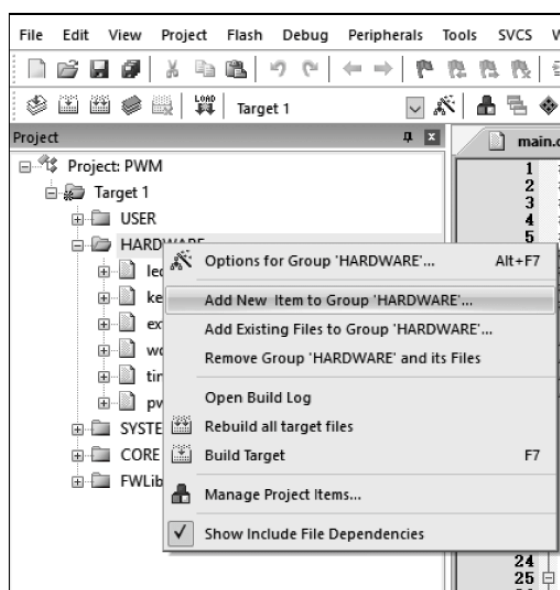 File Edit View Project Flash Debug Peripherals Tools SVCS
LOAD Target 1
Project
main.c
Project: PWM
Target 1
USER
HARDWARE
Options for Group 'HARDWARE'... Alt+F7
Add New Item to Group 'HARDWARE'...
Add Existing Files to Group 'HARDWARE'...
Remove Group 'HARDWARE' and its Files
Open Build Log
Rebuild all target files
Build Target F7
Manage Project Items...
Show Include File Dependencies
CORE
FWLib
1
2
3
4
5
24
25